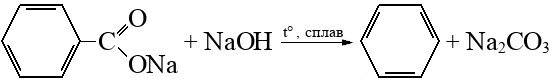 O
C
ONa
+ NaOH
t°, сплав
+ Na₂CO₃